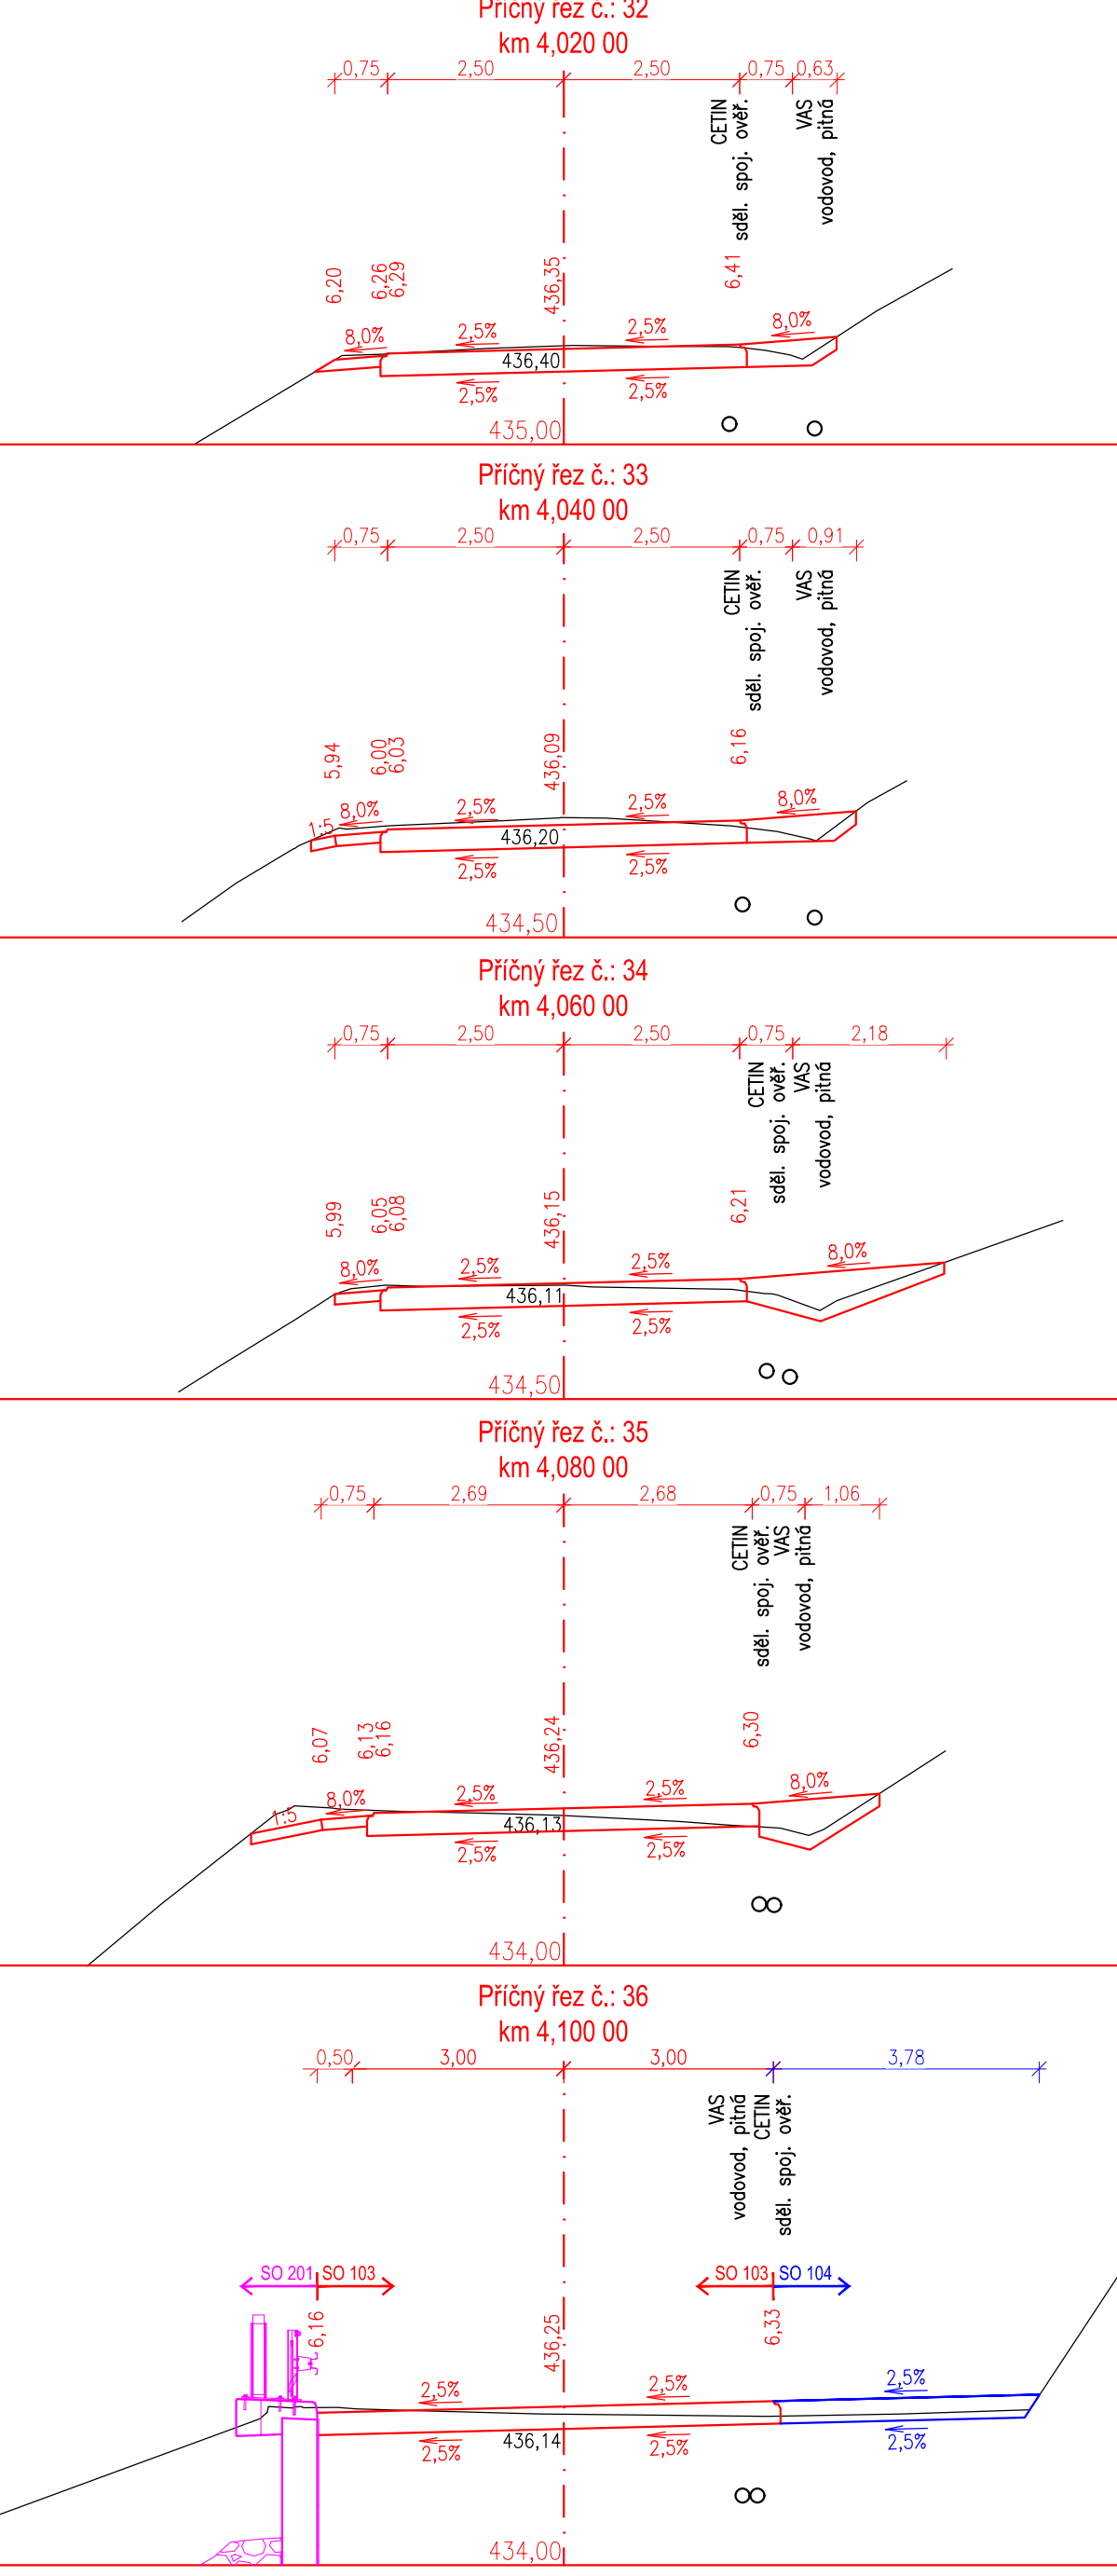 Příčný řez č.: 32
km 4,020 00
0,75 2,50 2,50 0,75 0,63
CETIN
sděl. spoj. ověř.
VAS
vodovod, pitná
6,20 6,26 6,29 436,35 6,41
8,0% 2,5% 2,5% 8,0%
436,40
2,5% 2,5%
435,00
Příčný řez č.: 33
km 4,040 00
0,75 2,50 2,50 0,75 0,91
CETIN
sděl. spoj. ověř.
VAS
vodovod, pitná
5,94 6,00 6,03 436,09 6,16
1:5 8,0% 2,5% 2,5% 8,0%
436,20
2,5% 2,5%
434,50
Příčný řez č.: 34
km 4,060 00
0,75 2,50 2,50 0,75 2,18
CETIN
sděl. spoj. ověř.
VAS
vodovod, pitná
5,99 6,05 6,08 436,15 6,21
8,0% 2,5% 2,5% 8,0%
436,11
2,5% 2,5%
434,50
Příčný řez č.: 35
km 4,080 00
0,75 2,69 2,68 0,75 1,06
CETIN
sděl. spoj. ověř.
VAS
vodovod, pitná
6,07 6,13 6,16 436,24 6,30
1:5 8,0% 2,5% 2,5% 8,0%
436,13
2,5% 2,5%
434,00
Příčný řez č.: 36
km 4,100 00
0,50 3,00 3,00 3,78
VAS
vodovod, pitná
CETIN
sděl. spoj. ověř.
SO 201 SO 103 SO 103 SO 104
6,16 436,25 6,33
2,5% 2,5% 2,5%
436,14
2,5% 2,5% 2,5%
434,00